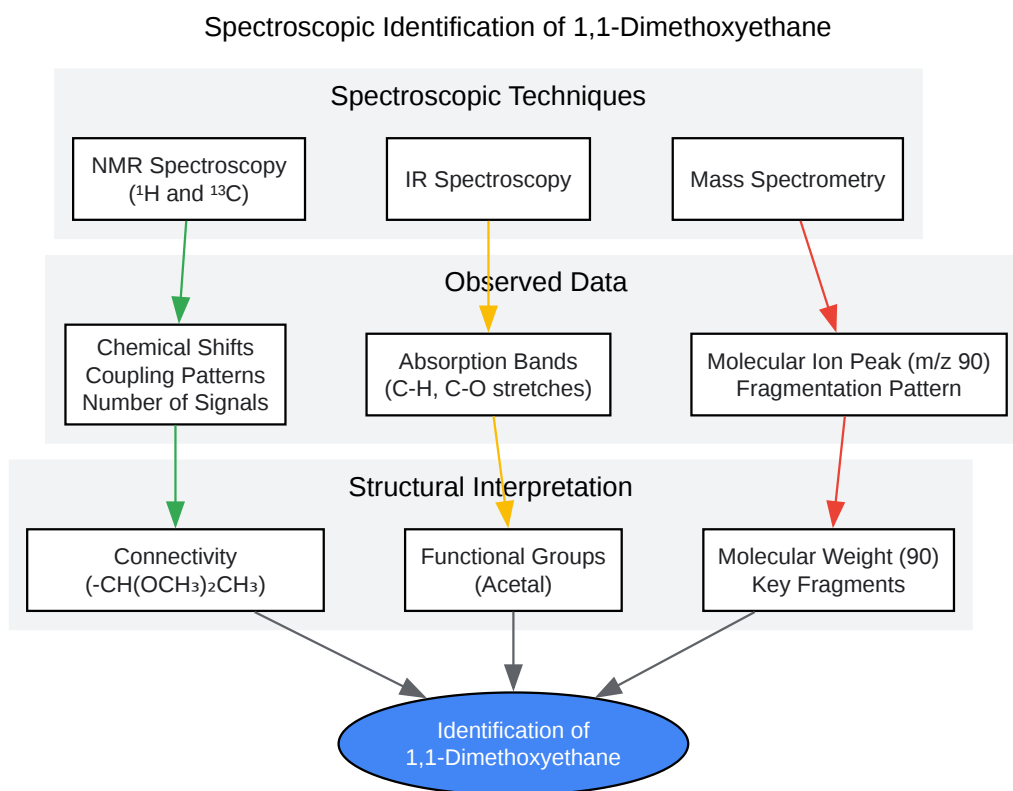 Spectroscopic Identification of 1,1-Dimethoxyethane
Spectroscopic Techniques
NMR Spectroscopy
(¹H and ¹³C)
IR Spectroscopy
Mass Spectrometry
Observed Data
Chemical Shifts
Coupling Patterns
Number of Signals
Absorption Bands
(C-H, C-O stretches)
Molecular Ion Peak (m/z 90)
Fragmentation Pattern
Structural Interpretation
Connectivity
(-CH(OCH₃)₂CH₃)
Functional Groups
(Acetal)
Molecular Weight (90)
Key Fragments
Identification of
1,1-Dimethoxyethane